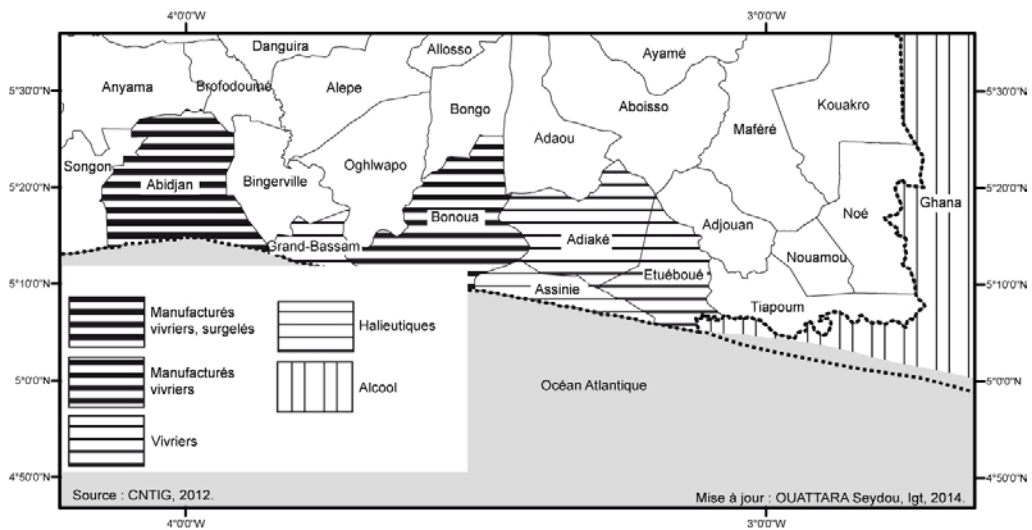 4°0'0"W
3°0'0"W
Danguira
Allosso
Ayamé
5°30'0"N
Anyama
Brofodoumé
Alepe
Bongo
Aboisso
Kouakro
5°30'0"N
Maféré
Adaou
Songon
Oghlwapo
5°20'0"N
Abidjan
Bingerville
5°20'0"N
Ghana
Bonoua
Noé
Adjouan
Grand-Bassam
Adiaké
Nouamou
Etuéboué
5°10'0"N
Assinie
5°10'0"N
Tiapoum
Manufacturés
vivriers, surgelés
Halieutiques
Manufacturés
vivriers
Alcool
5°0'0"N
Océan Atlantique
5°0'0"N
Vivriers
4°50'0"N
4°50'0"N
Source : CNTIG, 2012.
Mise à jour : OUATTARA Seydou, Igt, 2014.
4°0'0"W
3°0'0"W